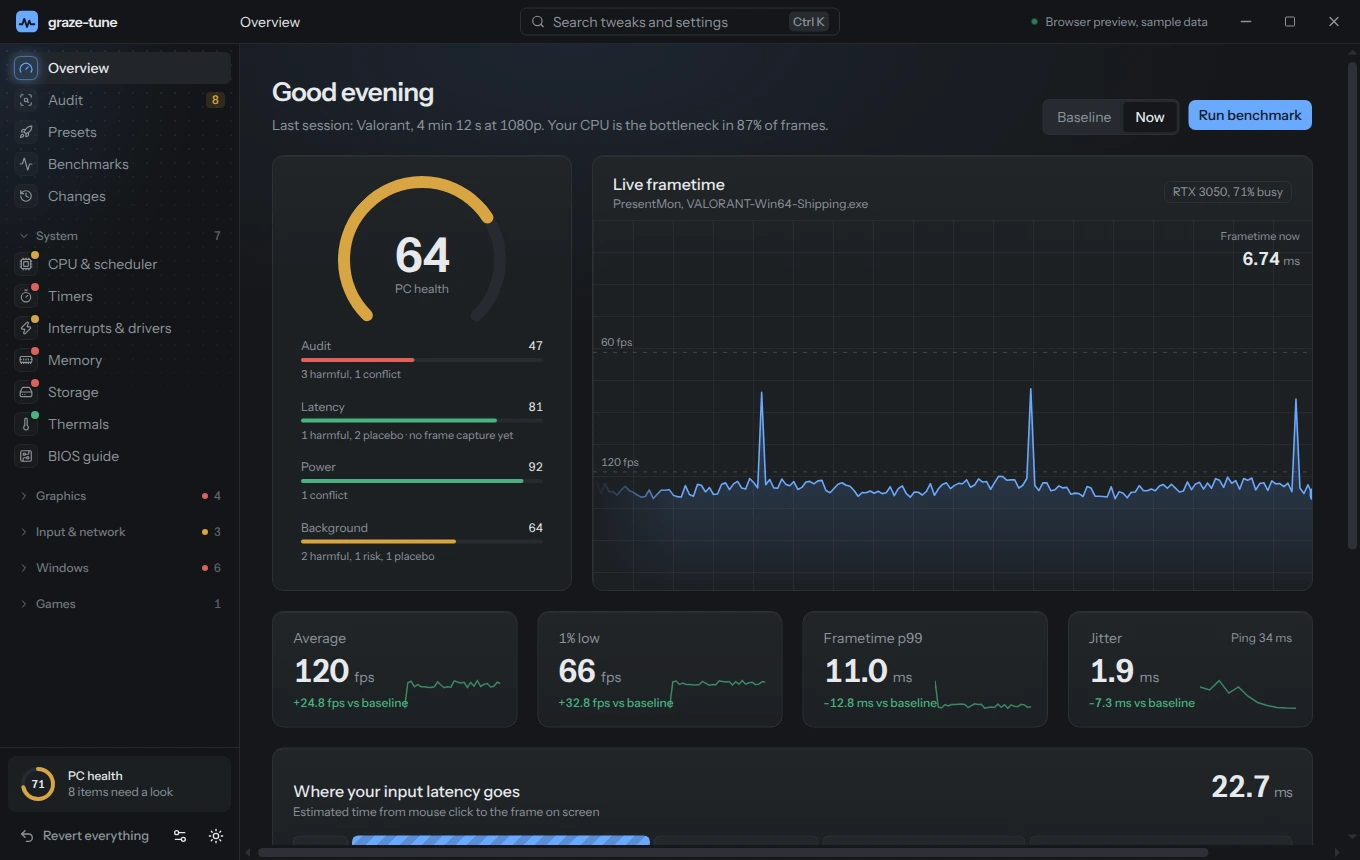 graze-tune
Overview
Search tweaks and settings
Ctrl K
Browser preview, sample data
Overview
Audit 8
Presets
Benchmarks
Changes
System 7
CPU & scheduler
Timers
Interrupts & drivers
Memory
Storage
Thermals
BIOS guide
Graphics 4
Input & network 3
Windows 6
Games 1
71
PC health
8 items need a look
Revert everything
Good evening
Last session: Valorant, 4 min 12 s at 1080p. Your CPU is the bottleneck in 87% of frames.
Baseline
Now
Run benchmark
64
PC health
Audit 47
3 harmful, 1 conflict
Latency 81
1 harmful, 2 placebo · no frame capture yet
Power 92
1 conflict
Background 64
2 harmful, 1 risk, 1 placebo
Live frametime
PresentMon, VALORANT-Win64-Shipping.exe
RTX 3050, 71% busy
Frametime now
6.74 ms
60 fps
120 fps
Average
120 fps
+24.8 fps vs baseline
1% low
66 fps
+32.8 fps vs baseline
Frametime p99
11.0 ms
-12.8 ms vs baseline
Jitter
Ping 34 ms
1.9 ms
-7.3 ms vs baseline
Where your input latency goes
Estimated time from mouse click to the frame on screen
22.7 ms